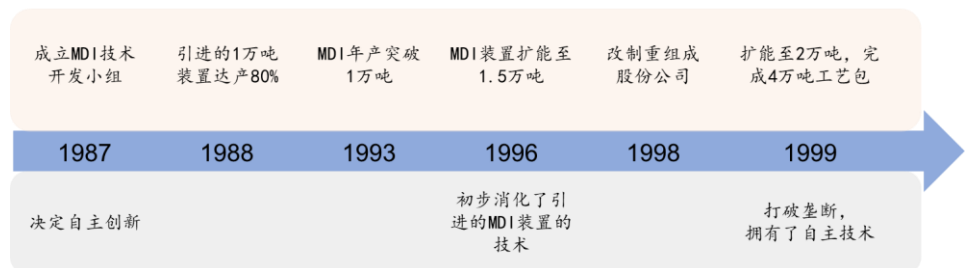 成立MDI技术
开发小组
引进的1万吨
装置达产80%
MDI年产突破
1万吨
MDI装置扩能至
1.5万吨
改制重组成
股份公司
扩能至2万吨，完
成4万吨工艺包
1987
1988
1993
1996
1998
1999
决定自主创新
初步消化了引
进的MDI装置的
技术
打破垄断，
拥有了自主技术